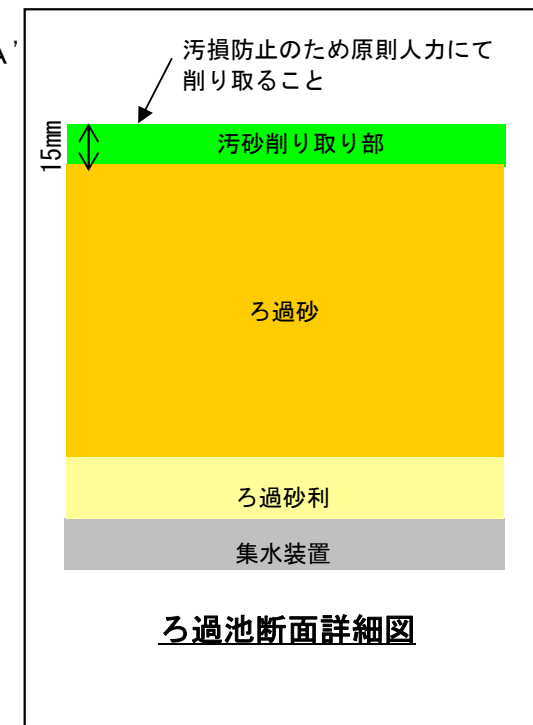 A'
汚損防止のため原則人力にて
削り取ること
15mm
汚砂削り取り部
ろ過砂
ろ過砂利
集水装置
ろ過池断面詳細図